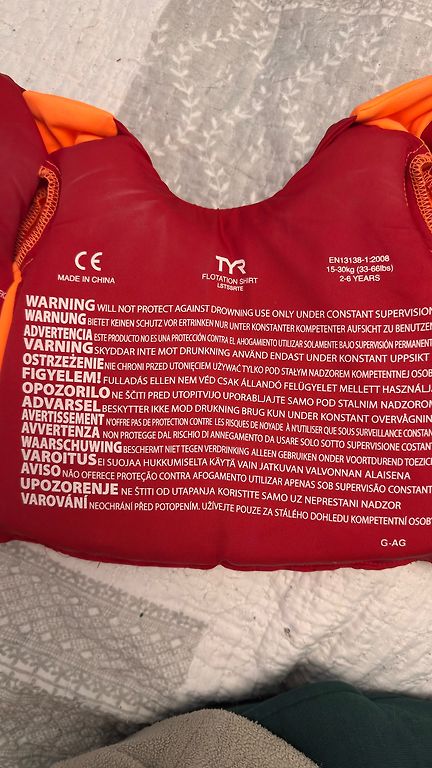 CE
MADE IN CHINA
TYR
FLOTATION SHIRT
LSTSSRTE
EN13138-1:2008
15-30kg (33-66lbs)
2-6 YEARS
WARNING WILL NOT PROTECT AGAINST DROWNING USE ONLY UNDER CONSTANT SUPERVISION
WARNUNG BIETET KEINEN SCHUTZ VOR ERTRINKEN NUR UNTER KONSTANTER KOMPETENTER AUFSICHT ZU BENUTZEN
ADVERTENCIA ESTE PRODUCTO NO ES UNA PROTECCIÓN CONTRA EL AHOGAMIENTO UTILIZAR SOLAMENTE BAJO SUPERVISIÓN PERMANENT
VARNING SKYDDAR INTE MOT DRUNKNING ANVÄND ENDAST UNDER KONSTANT UPPSIKT
OSTRZEŻENIE NIE CHRONI PRZED UTONIĘCIEM UŻYWAĆ TYLKO POD STAŁYM NADZOREM KOMPETENTNEJ OSOB
FIGYELEM! FULLADÁS ELLEN NEM VÉD CSAK ÁLLANDÓ FELÜGYELET MELLETT HASZNÁLJA
OPOZORILO NE ŠČITI PRED UTOPITVIJO UPORABLJAJTE SAMO POD STALNIM NADZOROM
ADVARSEL BESKYTTER IKKE MOD DRUKNING BRUG KUN UNDER KONSTANT OVERVÅGNIN
AVERTISSEMENT N'OFFRE PAS DE PROTECTION CONTRE LES RISQUES DE NOYADE À N'UTILISER QUE SOUS SURVEILLANCE CONSTAN
AVVERTENZA NON PROTEGGE DAL RISCHIO DI ANNEGAMENTO DA USARE SOLO SOTTO SUPERVISIONE COSTAN
WAARSCHUWING BESCHERMT NIET TEGEN VERDRINKING ALLEEN GEBRUIKEN ONDER VOORTDUREND TOEZICH
VAROITUS EI SUOJAA HUKKUMISELTA KÄYTÄ VAIN JATKUVAN VALVONNAN ALAISENA
AVISO NÃO OFERECE PROTEÇÃO CONTRA AFOGAMENTO UTILIZAR APENAS SOB SUPERVISÃO CONSTANT
UPOZORENJE NE ŠTITI OD UTAPANJA KORISTITE SAMO UZ NEPRESTANI NADZOR
VAROVÁNÍ NEOCHRÁNÍ PŘED POTOPENÍM. UŽÍVEJTE POUZE ZA STÁLÉHO DOHLEDU KOMPETENTNÍ OSOB
G-AG